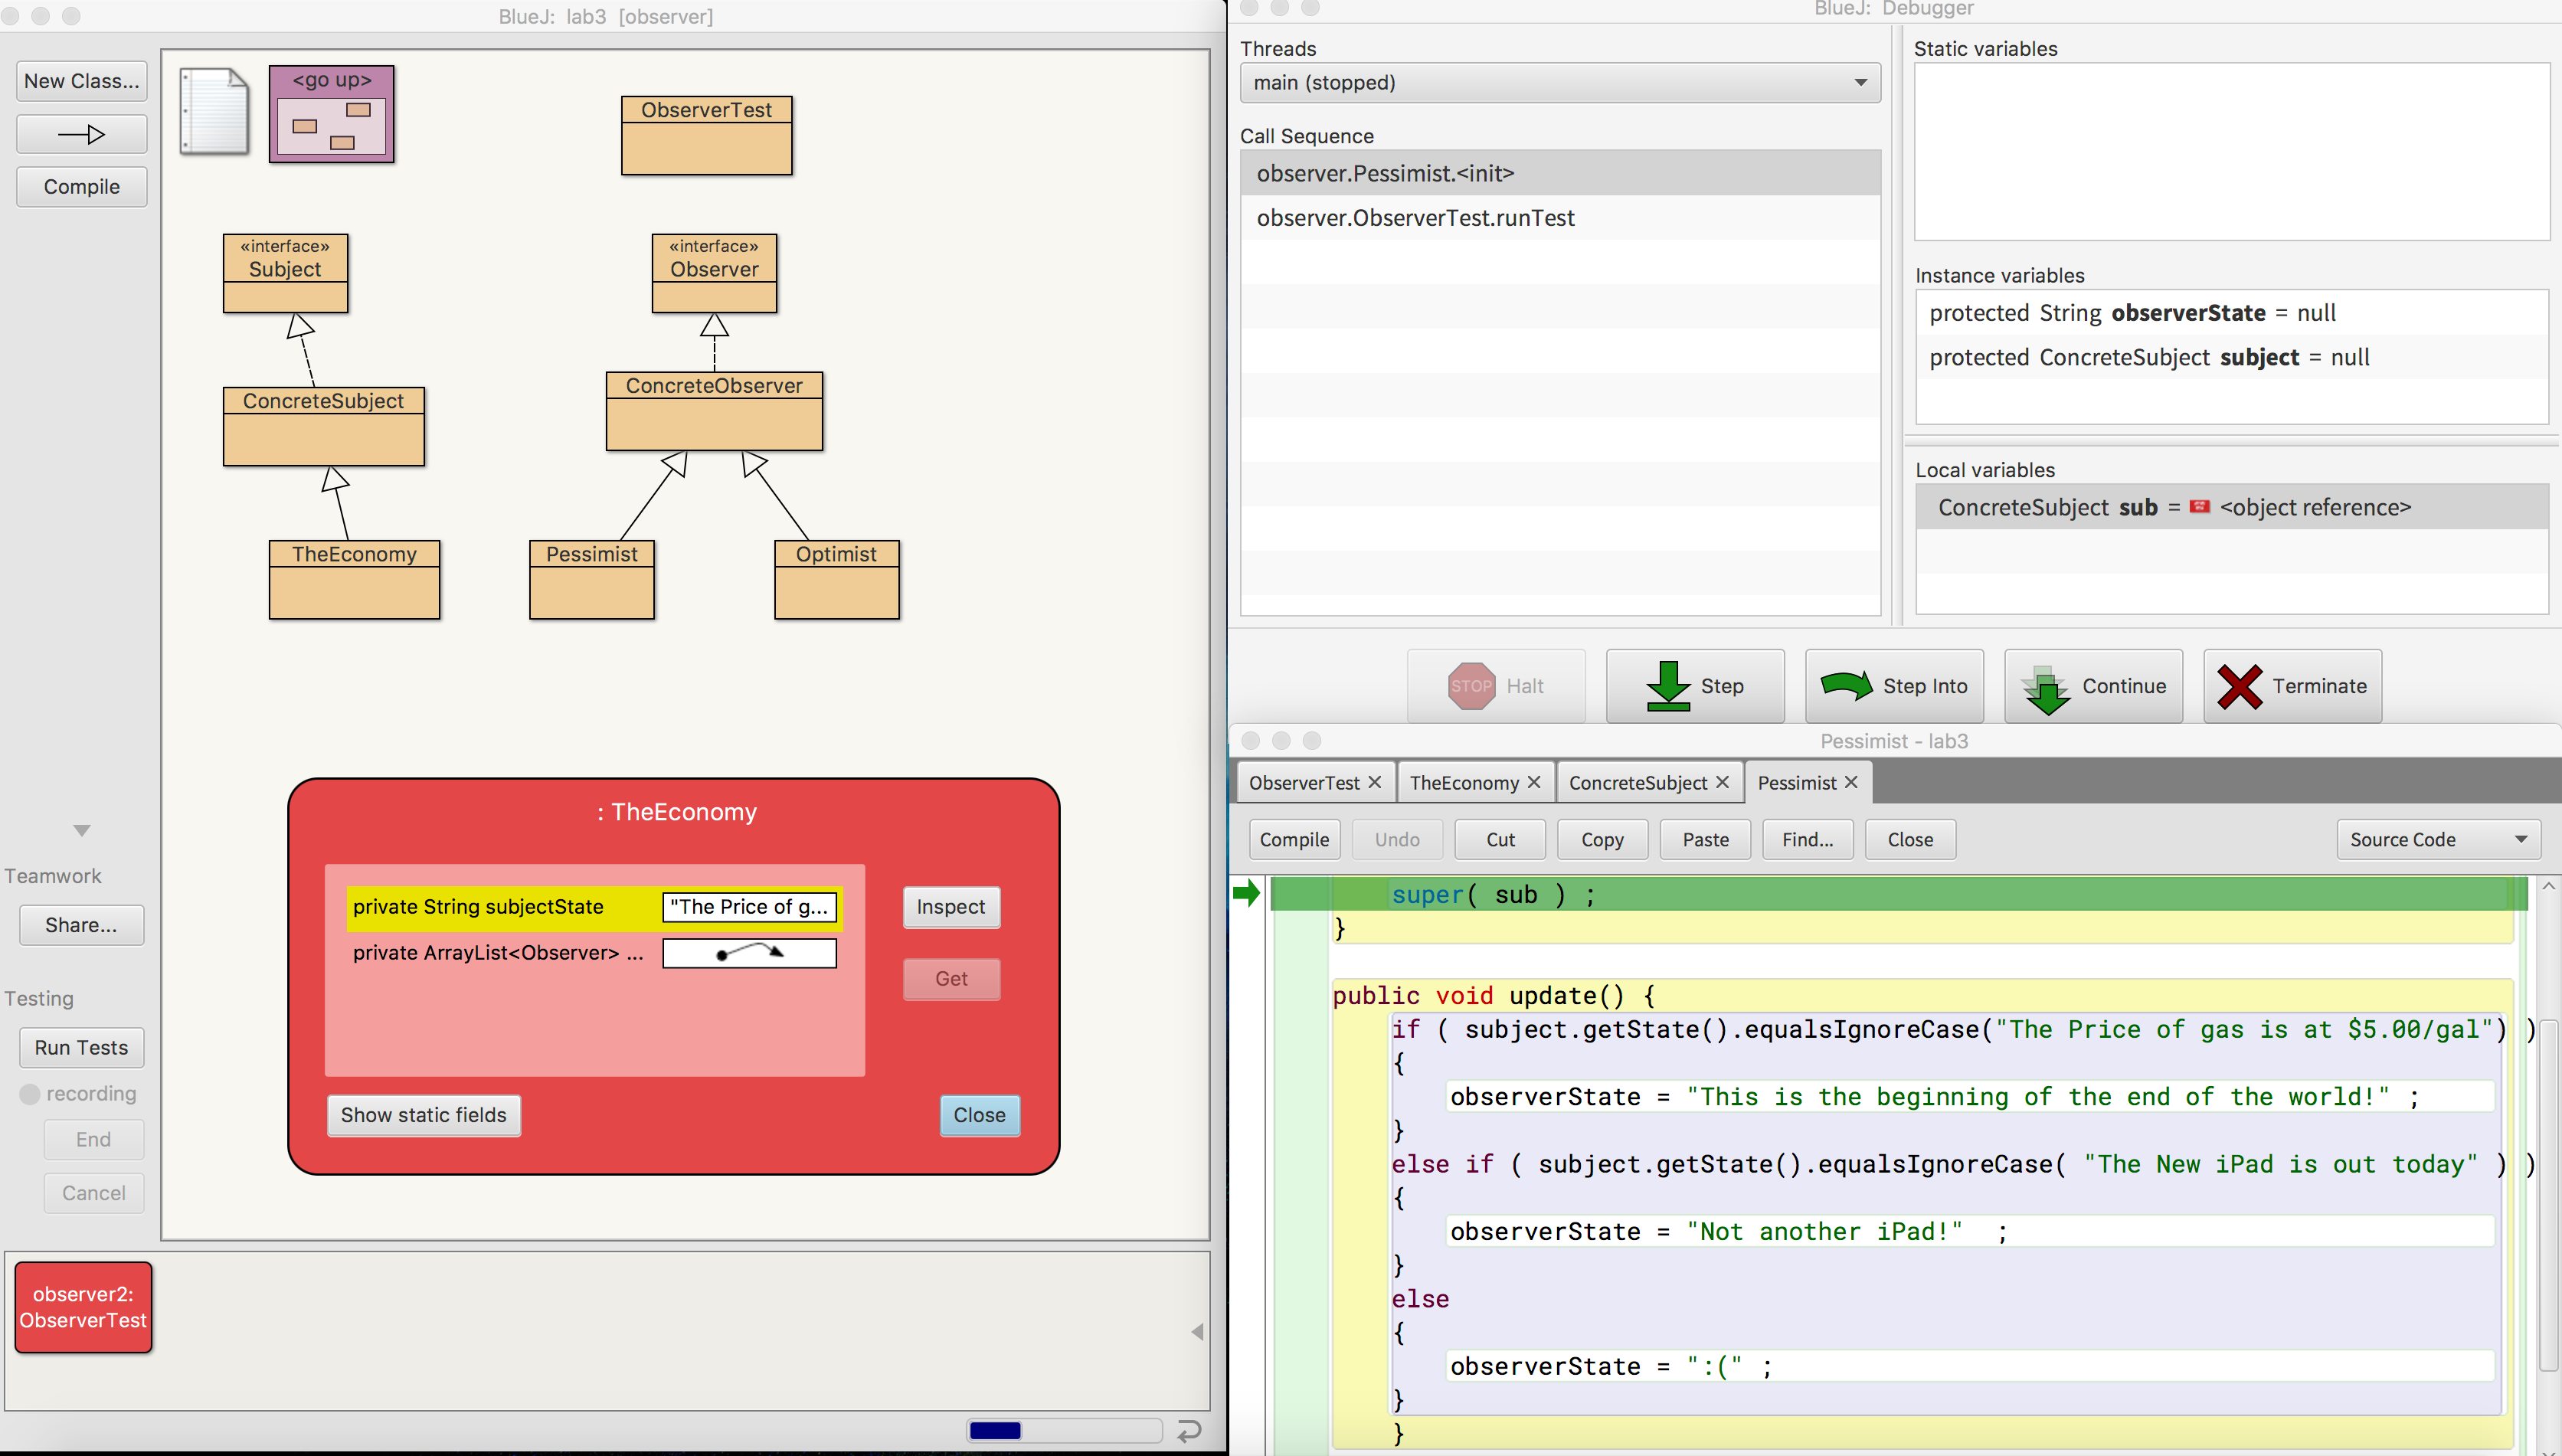 BlueJ: lab3 [observer]
New Class...
Compile
<go up>
ObserverTest
«interface»
Subject
«interface»
Observer
ConcreteSubject
ConcreteObserver
TheEconomy
Pessimist
Optimist
: TheEconomy
private String subjectState
"The Price of g...
private ArrayList<Observer> ...
Inspect
Get
Show static fields
Close
Teamwork
Share...
Testing
Run Tests
recording
End
Cancel
observer2:
ObserverTest
BlueJ: Debugger
Threads
main (stopped)
Call Sequence
observer.Pessimist.<init>
observer.ObserverTest.runTest
Static variables
Instance variables
protected String observerState = null
protected ConcreteSubject subject = null
Local variables
ConcreteSubject sub = <object reference>
STOP Halt
Step
Step Into
Continue
Terminate
Pessimist - lab3
ObserverTest
TheEconomy
ConcreteSubject
Pessimist
Compile
Undo
Cut
Copy
Paste
Find...
Close
Source Code
super( sub ) ;
}
public void update() {
if ( subject.getState().equalsIgnoreCase("The Price of gas is at $5.00/gal") )
{
observerState = "This is the beginning of the end of the world!" ;
}
else if ( subject.getState().equalsIgnoreCase( "The New iPad is out today" ) )
{
observerState = "Not another iPad!" ;
}
else
{
observerState = ":(" ;
}
}